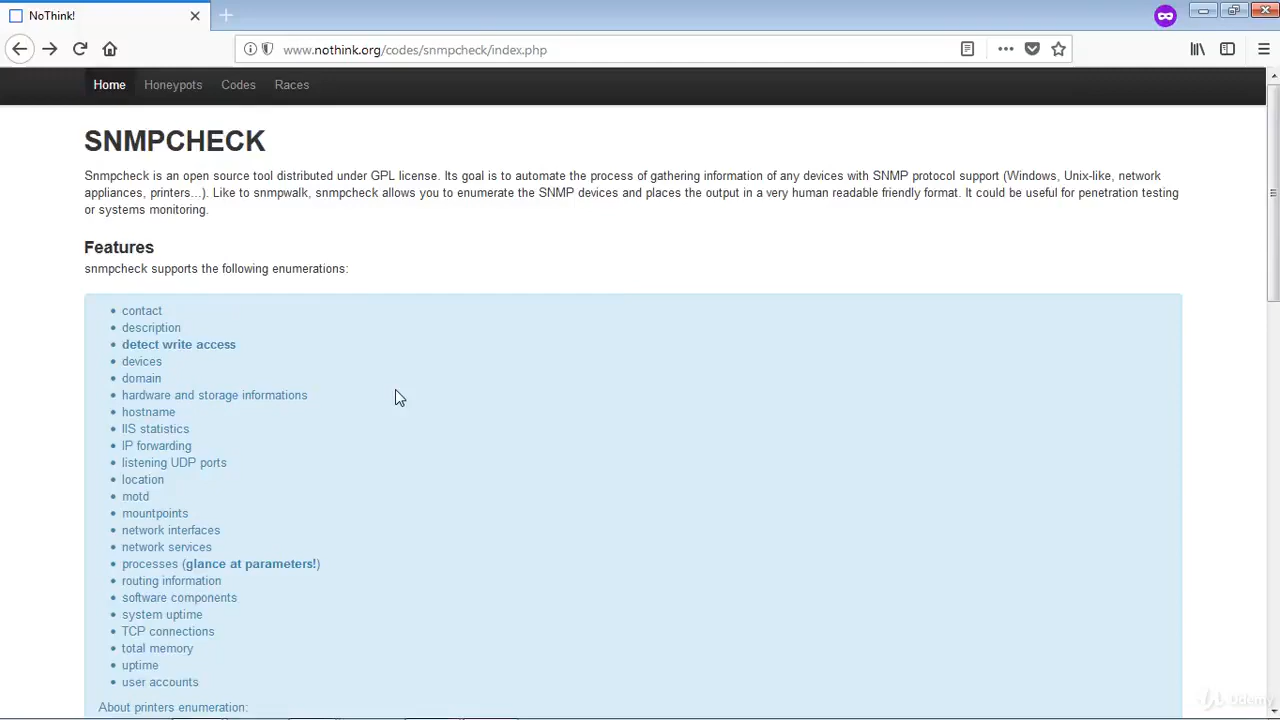 NoThink!
www.nothink.org/codes/snmpcheck/index.php
Home Honeypots Codes Races
SNMPCHECK
Snmpcheck is an open source tool distributed under GPL license. Its goal is to automate the process of gathering information of any devices with SNMP protocol support (Windows, Unix-like, network
appliances, printers...). Like to snmpwalk, snmpcheck allows you to enumerate the SNMP devices and places the output in a very human readable friendly format. It could be useful for penetration testing
or systems monitoring.
Features
snmpcheck supports the following enumerations:
• contact
• description
• detect write access
• devices
• domain
• hardware and storage informations
• hostname
• IIS statistics
• IP forwarding
• listening UDP ports
• location
• motd
• mountpoints
• network interfaces
• network services
• processes (glance at parameters!)
• routing information
• software components
• system uptime
• TCP connections
• total memory
• uptime
• user accounts
About printers enumeration:
Udemy